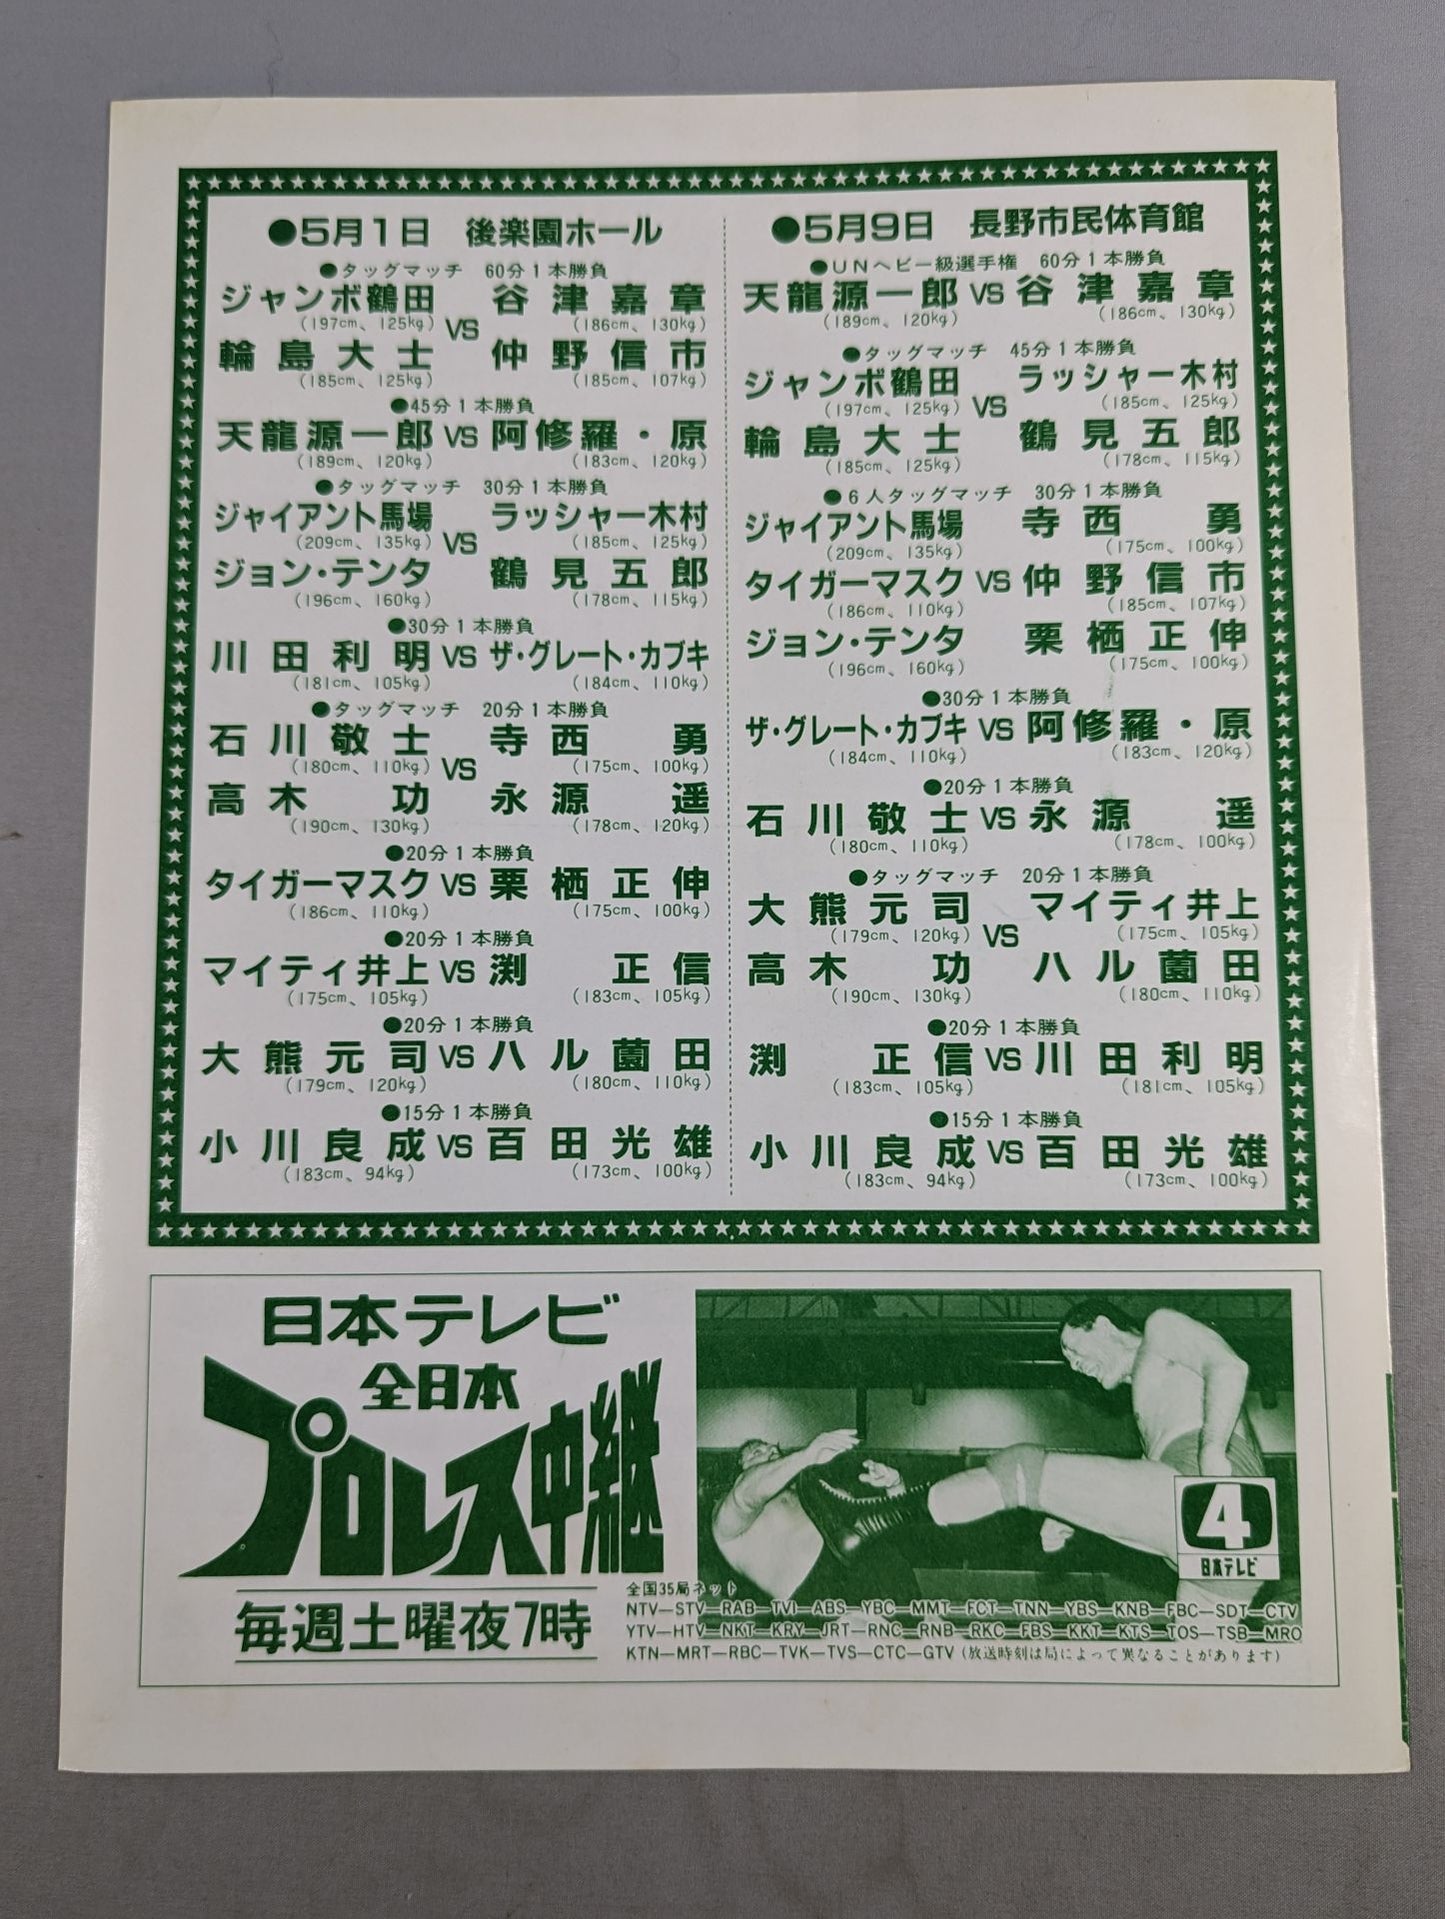 ●5月1日 後楽園ホール
●タッグマッチ 60分1本勝負
ジャンボ鶴田 谷津嘉章
(197cm、125kg) VS (186cm、130kg)
輪島大士 仲野信市
(185cm、125kg) (185cm、107kg)
●45分1本勝負
天龍源一郎 VS 阿修羅・原
(189cm、120kg) (183cm、120kg)
●タッグマッチ 30分1本勝負
ジャイアント馬場 ラッシャー木村
(209cm、135kg) VS (185cm、125kg)
ジョン・テンタ 鶴見五郎
(196cm、160kg) (178cm、115kg)
●30分1本勝負
川田利明 VS ザ・グレート・カブキ
(181cm、105kg) (184cm、110kg)
●タッグマッチ 20分1本勝負
石川敬士 寺西勇
(180cm、110kg) VS (175cm、100kg)
高木功 永源遥
(190cm、130kg) (178cm、120kg)
●20分1本勝負
タイガーマスク VS 栗栖正伸
(186cm、110kg) (175cm、100kg)
●20分1本勝負
マイティ井上 VS 渕正信
(175cm、105kg) (183cm、105kg)
●20分1本勝負
大熊元司 VS ハル薗田
(179cm、120kg) (180cm、110kg)
●15分1本勝負
小川良成 VS 百田光雄
(183cm、94kg) (173cm、100kg)
●5月9日 長野市民体育館
●UNヘビー級選手権 60分1本勝負
天龍源一郎 VS 谷津嘉章
(189cm、120kg) (186cm、130kg)
●タッグマッチ 45分1本勝負
ジャンボ鶴田 ラッシャー木村
(197cm、125kg) VS (185cm、125kg)
輪島大士 鶴見五郎
(185cm、125kg) (178cm、115kg)
●6人タッグマッチ 30分1本勝負
ジャイアント馬場 寺西勇
(209cm、135kg) (175cm、100kg)
タイガーマスク VS 仲野信市
(186cm、110kg) (185cm、107kg)
ジョン・テンタ 栗栖正伸
(196cm、160kg) (175cm、100kg)
●30分1本勝負
ザ・グレート・カブキ VS 阿修羅・原
(184cm、110kg) (183cm、120kg)
●20分1本勝負
石川敬士 VS 永源遥
(180cm、110kg) (178cm、100kg)
●タッグマッチ 20分1本勝負
大熊元司 マイティ井上
(179cm、120kg) VS (175cm、105kg)
高木功 ハル薗田
(190cm、130kg) (180cm、110kg)
●20分1本勝負
渕正信 VS 川田利明
(183cm、105kg) (181cm、105kg)
●15分1本勝負
小川良成 VS 百田光雄
(183cm、94kg) (173cm、100kg)
日本テレビ
全日本
プロレス中継
毎週土曜夜7時
4
日本テレビ
全国35局ネット
NTV—STV—RAB—TVI—ABS—YBC—MMT—FCT—TNN—YBS—KNB—FBC—SDT—CTV
YTV—HTV—NKT—KRY—JRT—RNC—RNB—RKC—FBS—KKT—KTS—TOS—TSB—MRO
KTN—MRT—RBC—TVK—TVS—CTC—GTV (放送時刻は局によって異なることがあります)